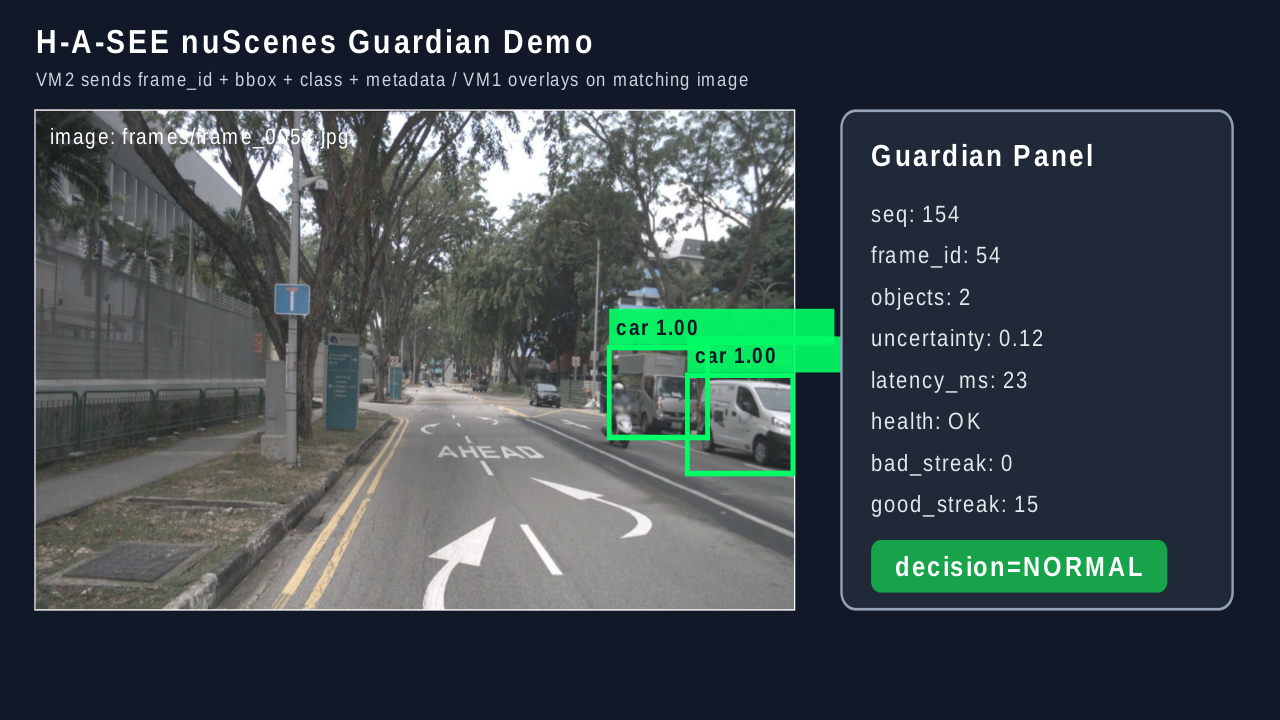 H-A-SEE nuScenes Guardian Demo
VM2 sends frame_id + bbox + class + metadata / VM1 overlays on matching image
image: frames/frame_0054.jpg
car 1.00
car 1.00
AHEAD
Guardian Panel
seq: 154
frame_id: 54
objects: 2
uncertainty: 0.12
latency_ms: 23
health: OK
bad_streak: 0
good_streak: 15
decision=NORMAL